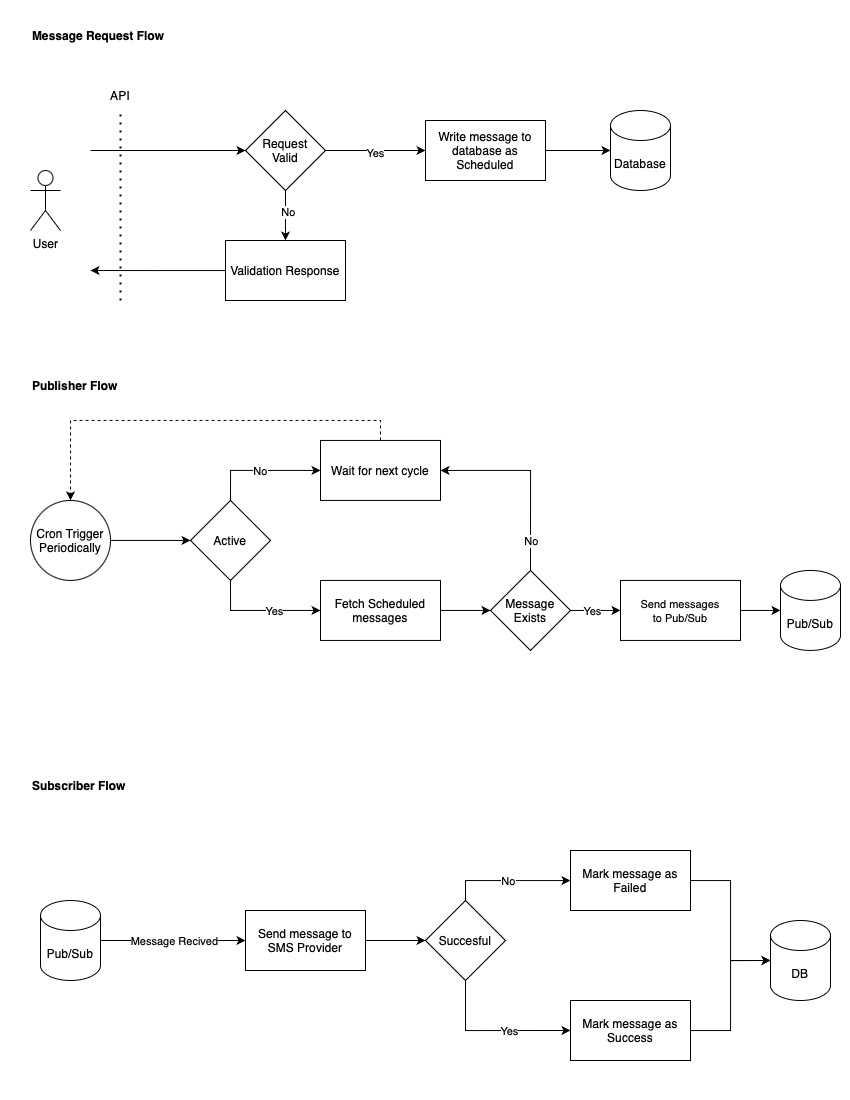 Message Request Flow
API
Request
Valid
Yes
Write message to
database as
Scheduled
Database
No
User
Validation Response
Publisher Flow
No
Wait for next cycle
Cron Trigger
Periodically
Active
No
Yes
Fetch Scheduled
messages
Message
Exists
Yes
Send messages
to Pub/Sub
Pub/Sub
Subscriber Flow
No
Mark message as
Failed
Pub/Sub
Message Recived
Send message to
SMS Provider
Succesful
DB
Yes
Mark message as
Success